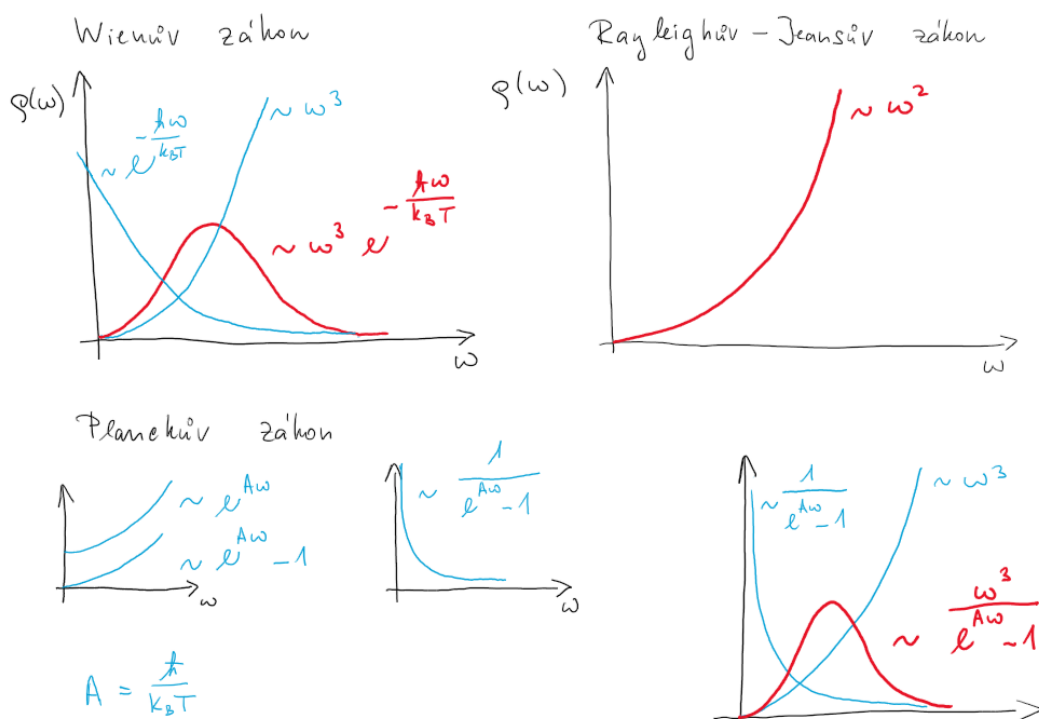 Wienův zákon
Rayleighův – Jeansův zákon
ρ(ω)
~ e^{-ħω/k_BT}
~ ω³
~ ω³ e^{-ħω/k_BT}
ω
ρ(ω)
~ ω²
ω
Planckův zákon
~ e^{Aω}
~ e^{Aω} - 1
ω
~ 1/(e^{Aω} - 1)
ω
~ 1/(e^{Aω} - 1)
~ ω³
~ ω³/(e^{Aω} - 1)
ω
A = ħ/k_BT